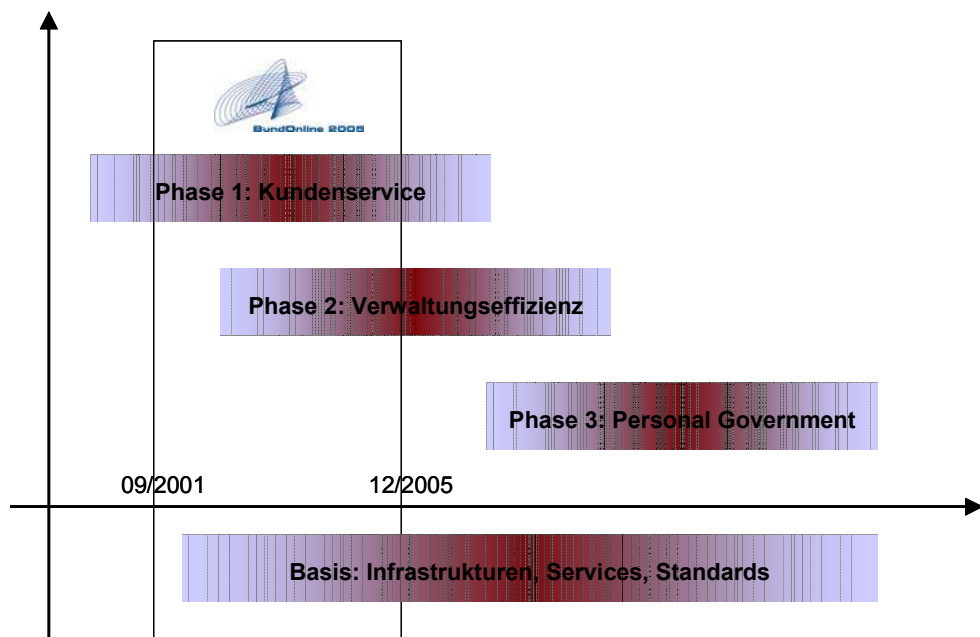 BundOnline 2005
Phase 1: Kundenservice
Phase 2: Verwaltungseffizienz
Phase 3: Personal Government
09/2001 12/2005
Basis: Infrastrukturen, Services, Standards